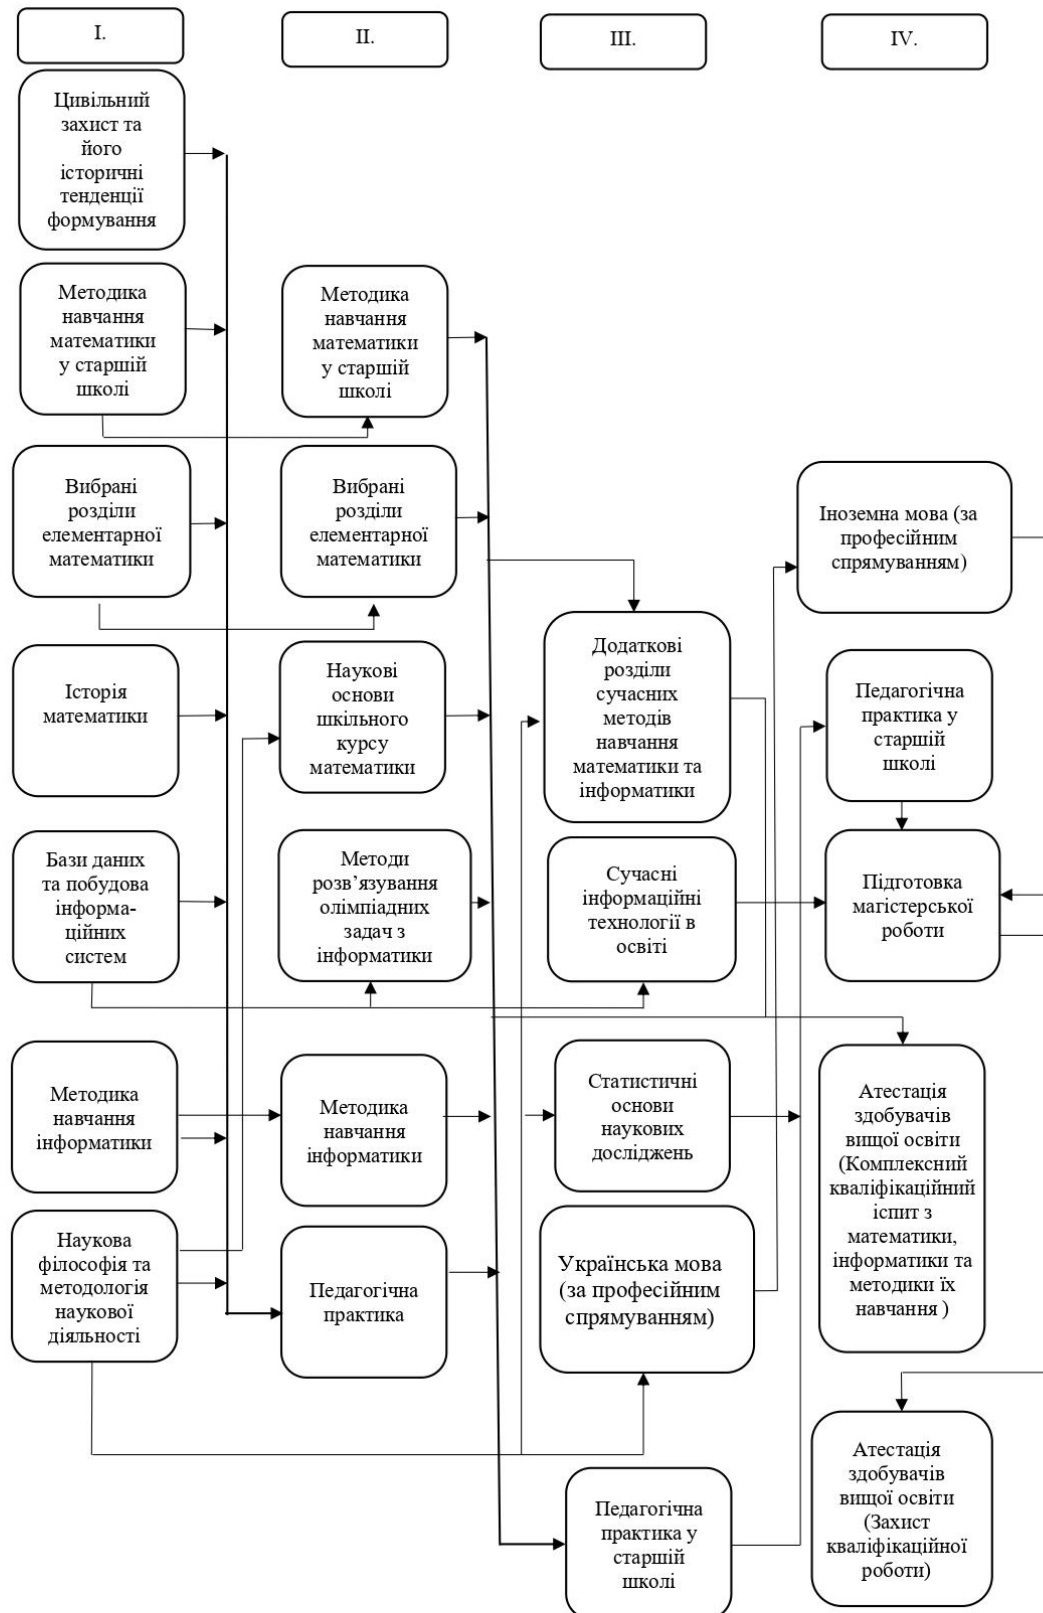 I.
II.
III.
IV.
Цивільний
захист та
його
історичні
тенденції
формування
Методика
навчання
математики
у старшій
школі
Вибрані
розділи
елементарної
математики
Історія
математики
Бази даних
та побудова
інформа-
ційних
систем
Методика
навчання
інформатики
Наукова
філософія та
методологія
наукової
діяльності
Методика
навчання
математики
у старшій
школі
Вибрані
розділи
елементарної
математики
Наукові
основи
шкільного
курсу
математики
Методи
розв’язування
олімпіадних
задач з
інформатики
Методика
навчання
інформатики
Педагогічна
практика
Додаткові
розділи
сучасних
методів
навчання
математики та
інформатики
Сучасні
інформаційні
технології в
освіті
Статистичні
основи
наукових
досліджень
Українська мова
(за професійним
спрямуванням)
Педагогічна
практика у
старшій
школі
Іноземна мова (за
професійним
спрямуванням)
Педагогічна
практика у
старшій
школі
Підготовка
магістерської
роботи
Атестація
здобувачів
вищої освіти
(Комплексний
кваліфікаційний
іспит з
математики,
інформатики та
методики їх
навчання )
Атестація
здобувачів
вищої освіти
(Захист
кваліфікаційної
роботи)